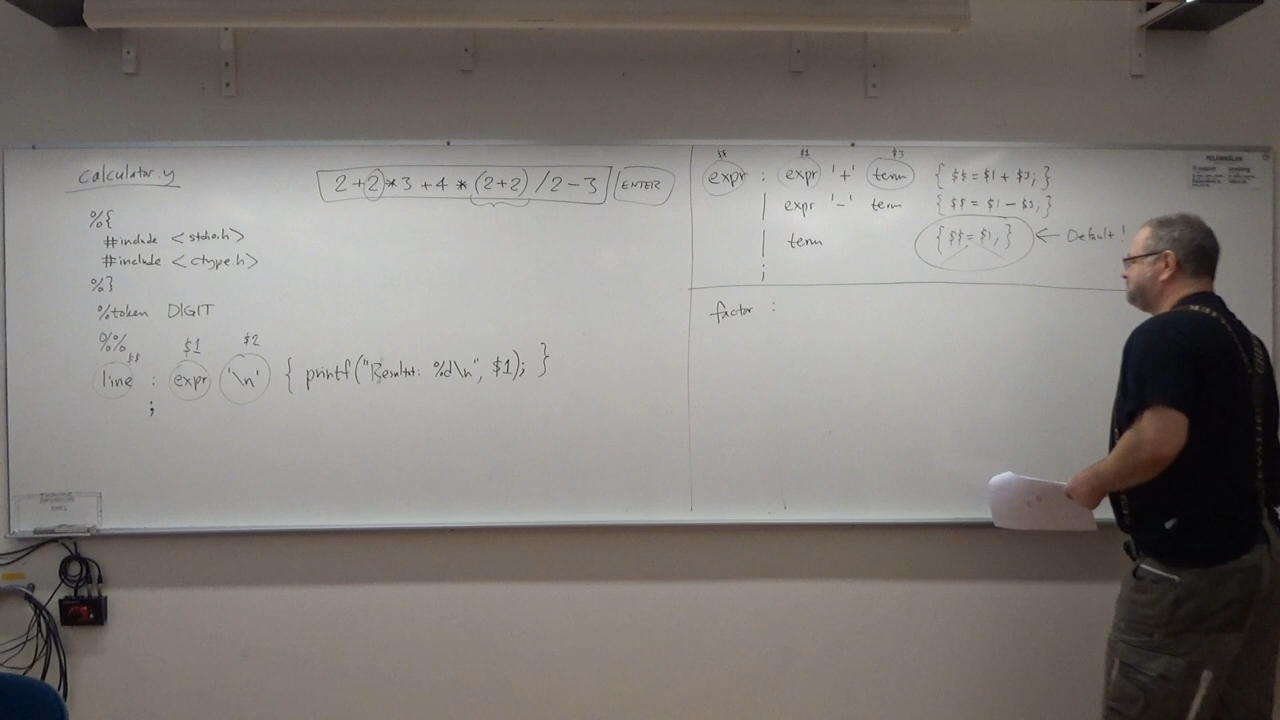 calculator.y
2+2*3+4*(2+2)/2-3 ENTER
%{
#include <stdio.h>
#include <ctype.h>
%}
%token DIGIT
%%
$$ $1 $2
line : expr '\n' { printf("Resultat: %d\n", $1); }
;
$$ $1 $3
expr : expr '+' term { $$ = $1 + $3; }
| expr '-' term { $$ = $1 - $3; }
| term { $$ = $1; } ← Default!
;
factor :